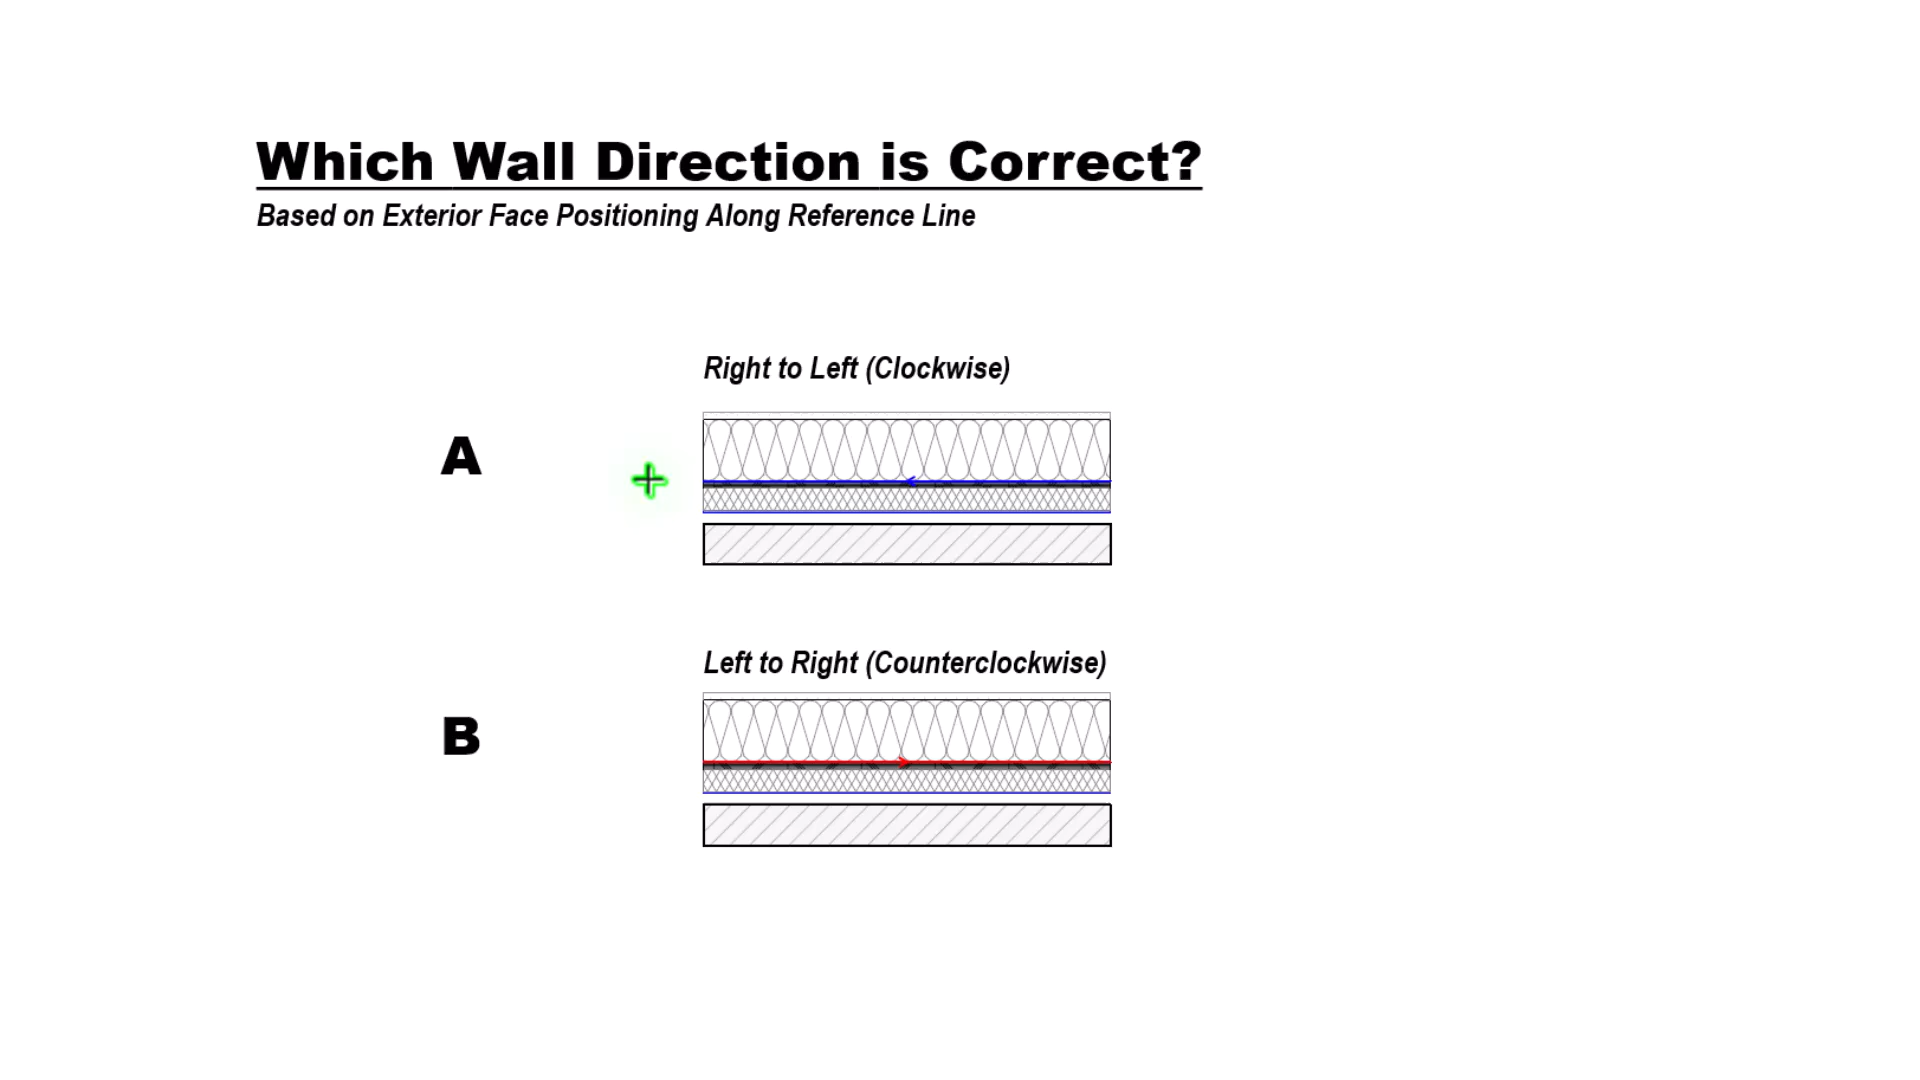 Which Wall Direction is Correct?
Based on Exterior Face Positioning Along Reference Line
Right to Left (Clockwise)
A
Left to Right (Counterclockwise)
B